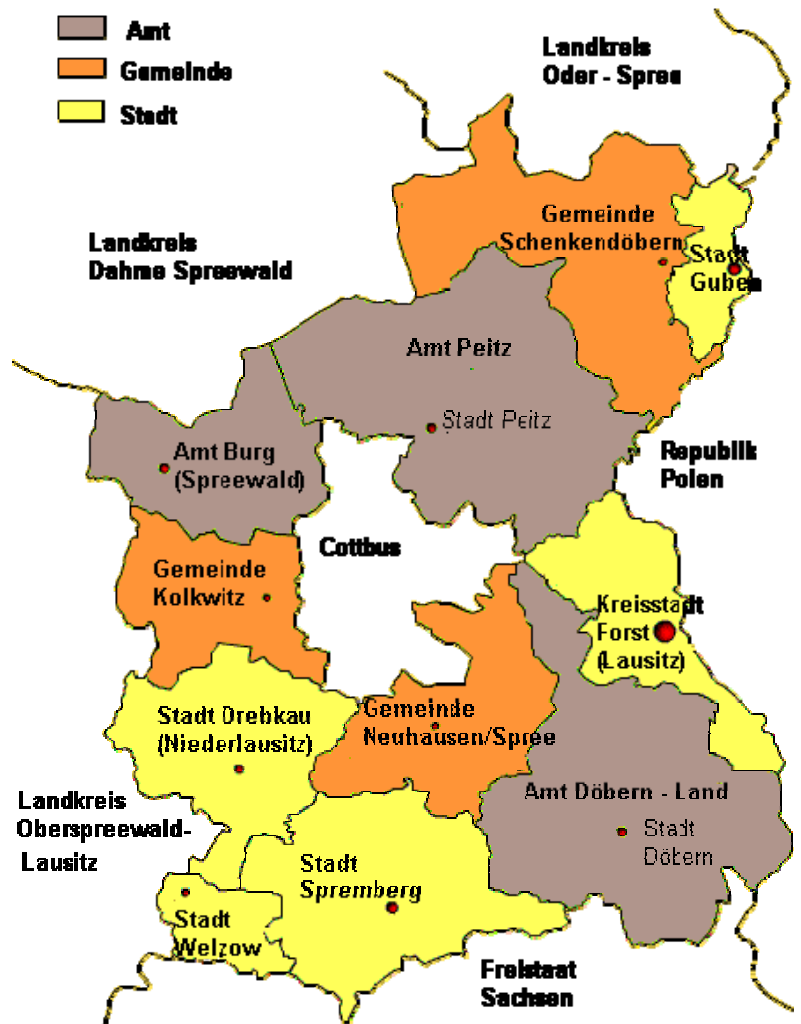 Amt
Gemeinde
Stadt
Landkreis
Oder - Spree
Gemeinde
Schenkendöbern
Landkreis
Dahme Spreewald
Stadt
Guben
Amt Peitz
Stadt Peitz
Amt Burg
(Spreewald)
Republik
Polen
Cottbus
Gemeinde
Kolkwitz
Kreisstadt
Forst
(Lausitz)
Stadt Drebkau
(Niederlausitz)
Gemeinde
Neuhausen/Spree
Amt Döbern - Land
Stadt
Döbern
Landkreis
Oberspreewald-
Lausitz
Stadt
Spremberg
Stadt
Welzow
Freistaat
Sachsen